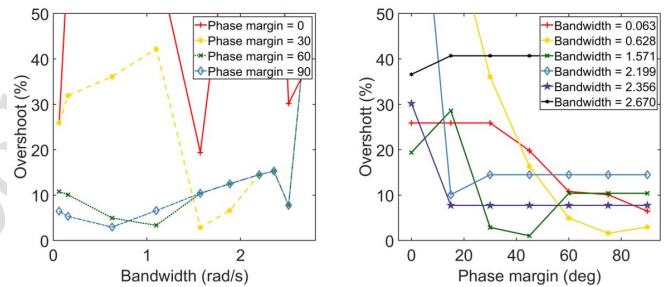 50
40
30
20
10
0
Overshoot (%)
Phase margin = 0
Phase margin = 30
Phase margin = 60
Phase margin = 90
0
1
2
Bandwidth (rad/s)
50
40
30
20
10
0
Overshott (%)
Bandwidth = 0.063
Bandwidth = 0.628
Bandwidth = 1.571
Bandwidth = 2.199
Bandwidth = 2.356
Bandwidth = 2.670
0
20
40
60
80
Phase margin (deg)